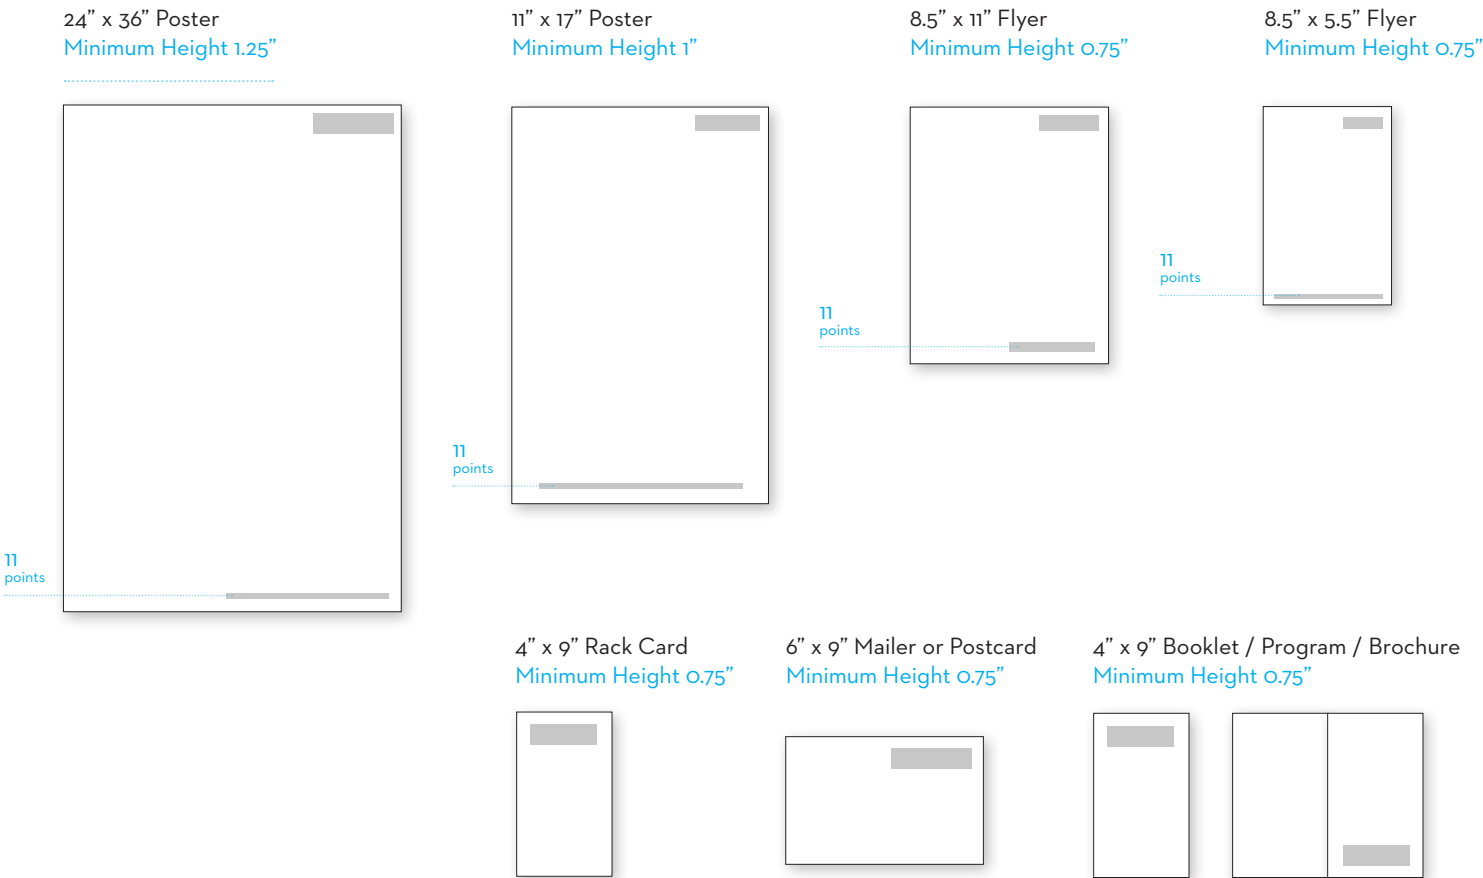 24” x 36” Poster
Minimum Height 1.25”
11” x 17” Poster
Minimum Height 1”
8.5” x 11” Flyer
Minimum Height 0.75”
8.5” x 5.5” Flyer
Minimum Height 0.75”
11
points
11
points
11
points
11
points
4” x 9” Rack Card
Minimum Height 0.75”
6” x 9” Mailer or Postcard
Minimum Height 0.75”
4” x 9” Booklet / Program / Brochure
Minimum Height 0.75”